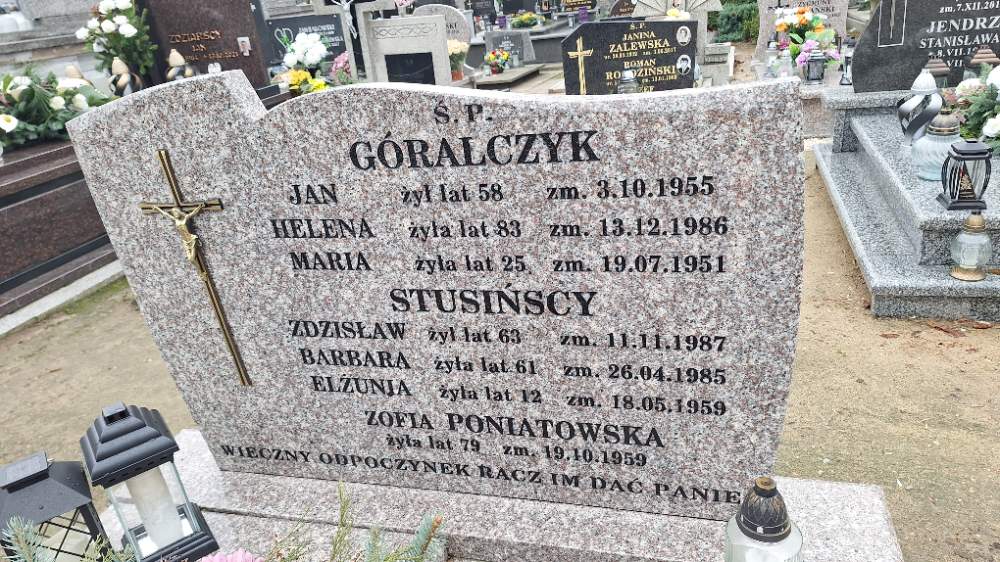 Ś. P.
GÓRALCZYK
JAN żył lat 58 zm. 3.10.1955
HELENA żyła lat 83 zm. 13.12.1986
MARIA żyła lat 25 zm. 19.07.1951
STUSIŃSCY
ZDZISŁAW żył lat 63 zm. 11.11.1987
BARBARA żyła lat 61 zm. 26.04.1985
ELŻUNIA żyła lat 12 zm. 18.05.1959
ZOFIA PONIATOWSKA
żyła lat 79 zm. 19.10.1959
WIECZNY ODPOCZYNEK RACZ IM DAĆ PANIE
Ś.P.
JANINA
ZALEWSKA
ROMAN
JENDRZ
STANISŁAWA
ZYGMUNT